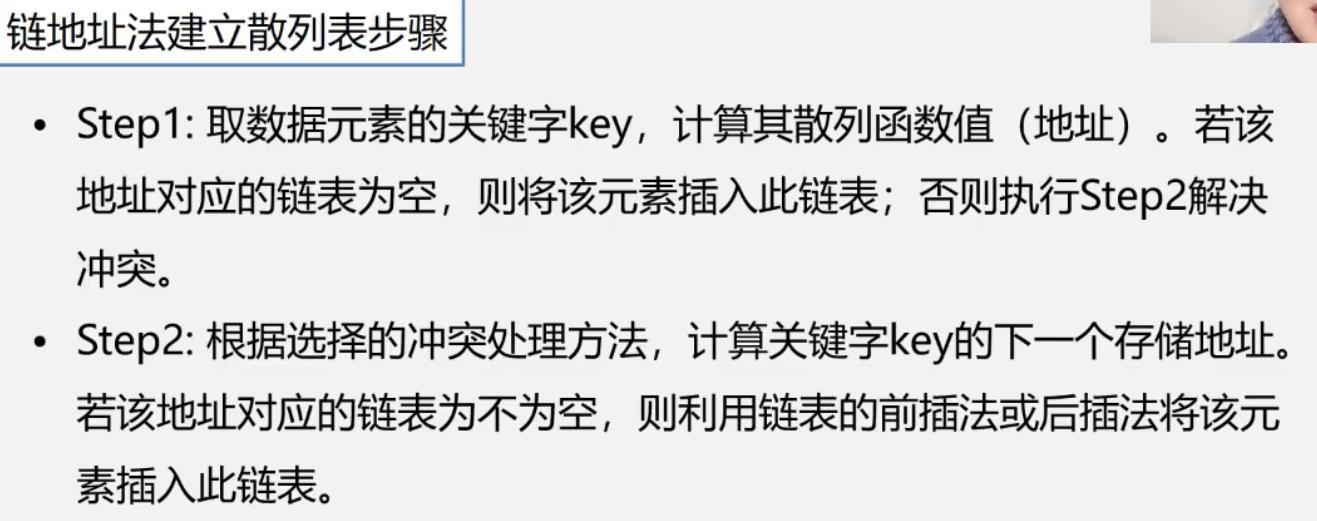 链地址法建立散列表步骤
• Step1: 取数据元素的关键字key，计算其散列函数值（地址）。若该
地址对应的链表为空，则将该元素插入此链表；否则执行Step2解决
冲突。
• Step2: 根据选择的冲突处理方法，计算关键字key的下一个存储地址。
若该地址对应的链表为不为空，则利用链表的前插法或后插法将该元
素插入此链表。